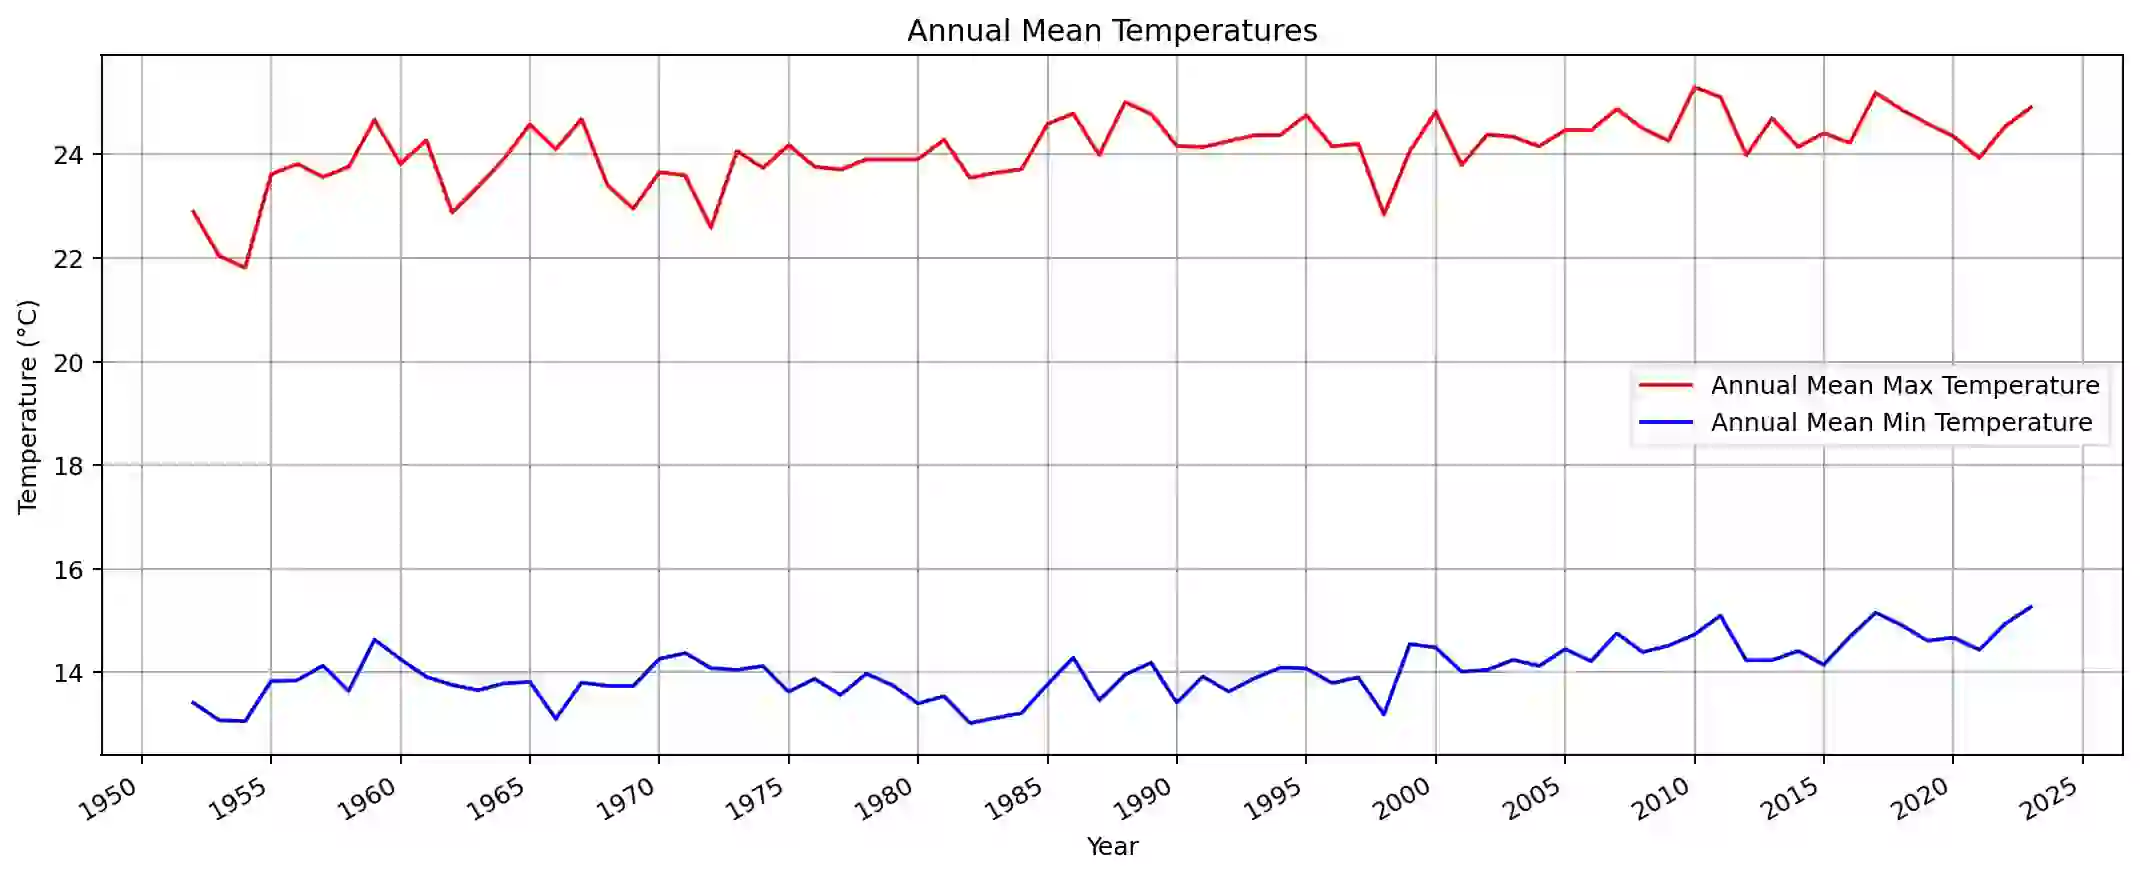 Annual Mean Temperatures
24
22
20
18
16
14
Temperature (°C)
Annual Mean Max Temperature
Annual Mean Min Temperature
1950 1955 1960 1965 1970 1975 1980 1985 1990 1995 2000 2005 2010 2015 2020 2025
Year